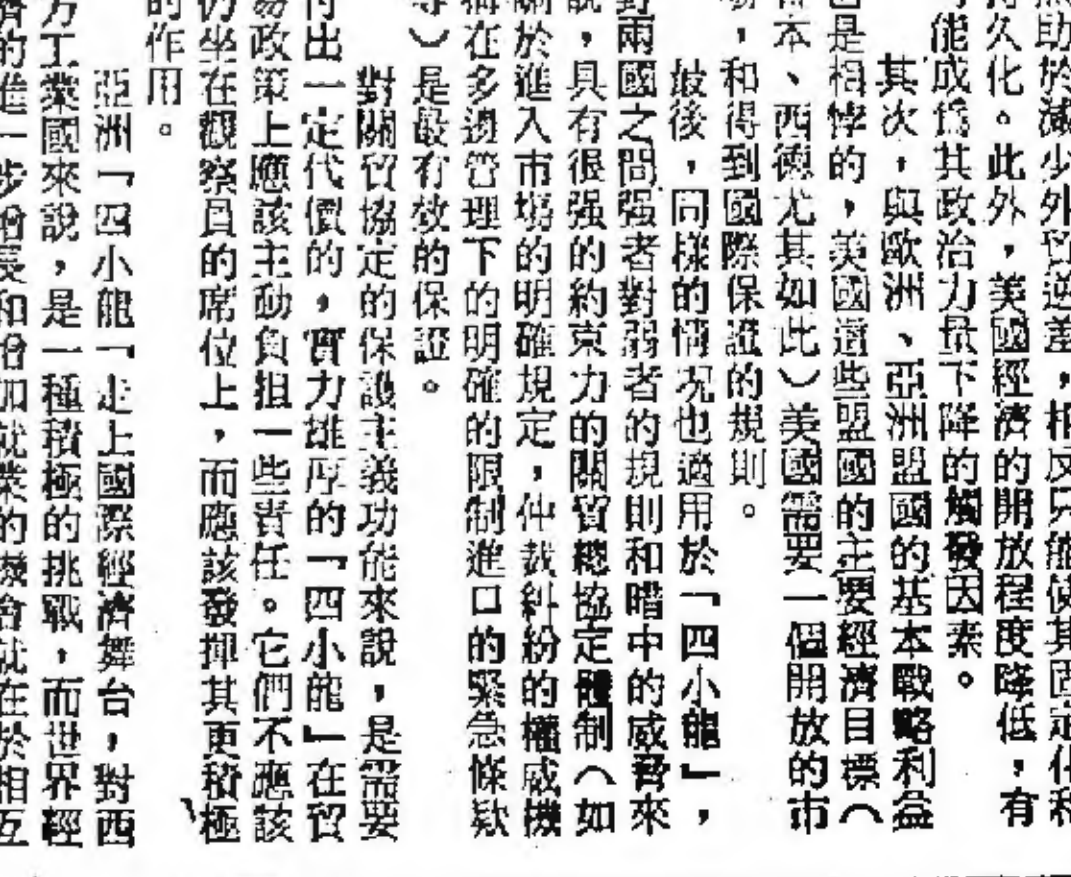 助於減少外貿逆差，相反只能使其固定化和
久化。此外，美國經濟的開放程度降低，有
能成爲其政治力量下降的觸發因素。
其次，與歐洲、亞洲盟國的基本戰略利益
是相悖的，美國這些盟國的主要經濟目標（
本、西德尤其如此）美國需要一個開放的市
，和得到國際保證的規則。
最後，同樣的情况也適用於「四小龍」，
對兩國之間强者對弱者的規則和暗中的威脅來
說，具有很强的約束力的關貿總協定體制（如
關於進入市場的明確規定，仲裁糾紛的權威機
在多邊管理下的明確的限制進口的緊急條款
等）是最有效的保證。
對關貿協定的保護主義功能來說，是需要
付出一定代價的，實力雄厚的「四小龍」在貿
易政策上應該主動負担一些責任。它們不應該
仍坐在觀察員的席位上，而應該發揮其更積極
的作用。
亞洲「四小龍「走上國際經濟舞台，對西
方工業國來說，是一種積極的挑戰，而世界經
濟的進一步增長和增加就業的機會就在於相互